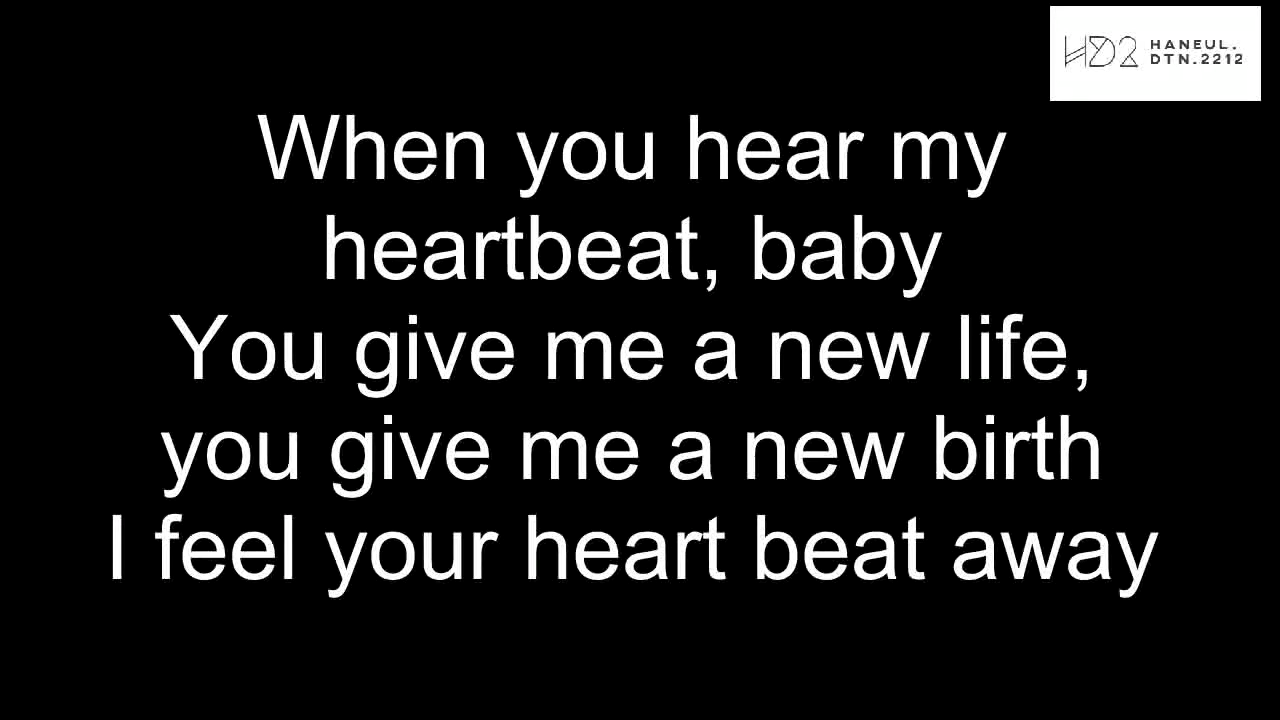 HD2 HANEUL.
DTN.2212
When you hear my
heartbeat, baby
You give me a new life,
you give me a new birth
I feel your heart beat away